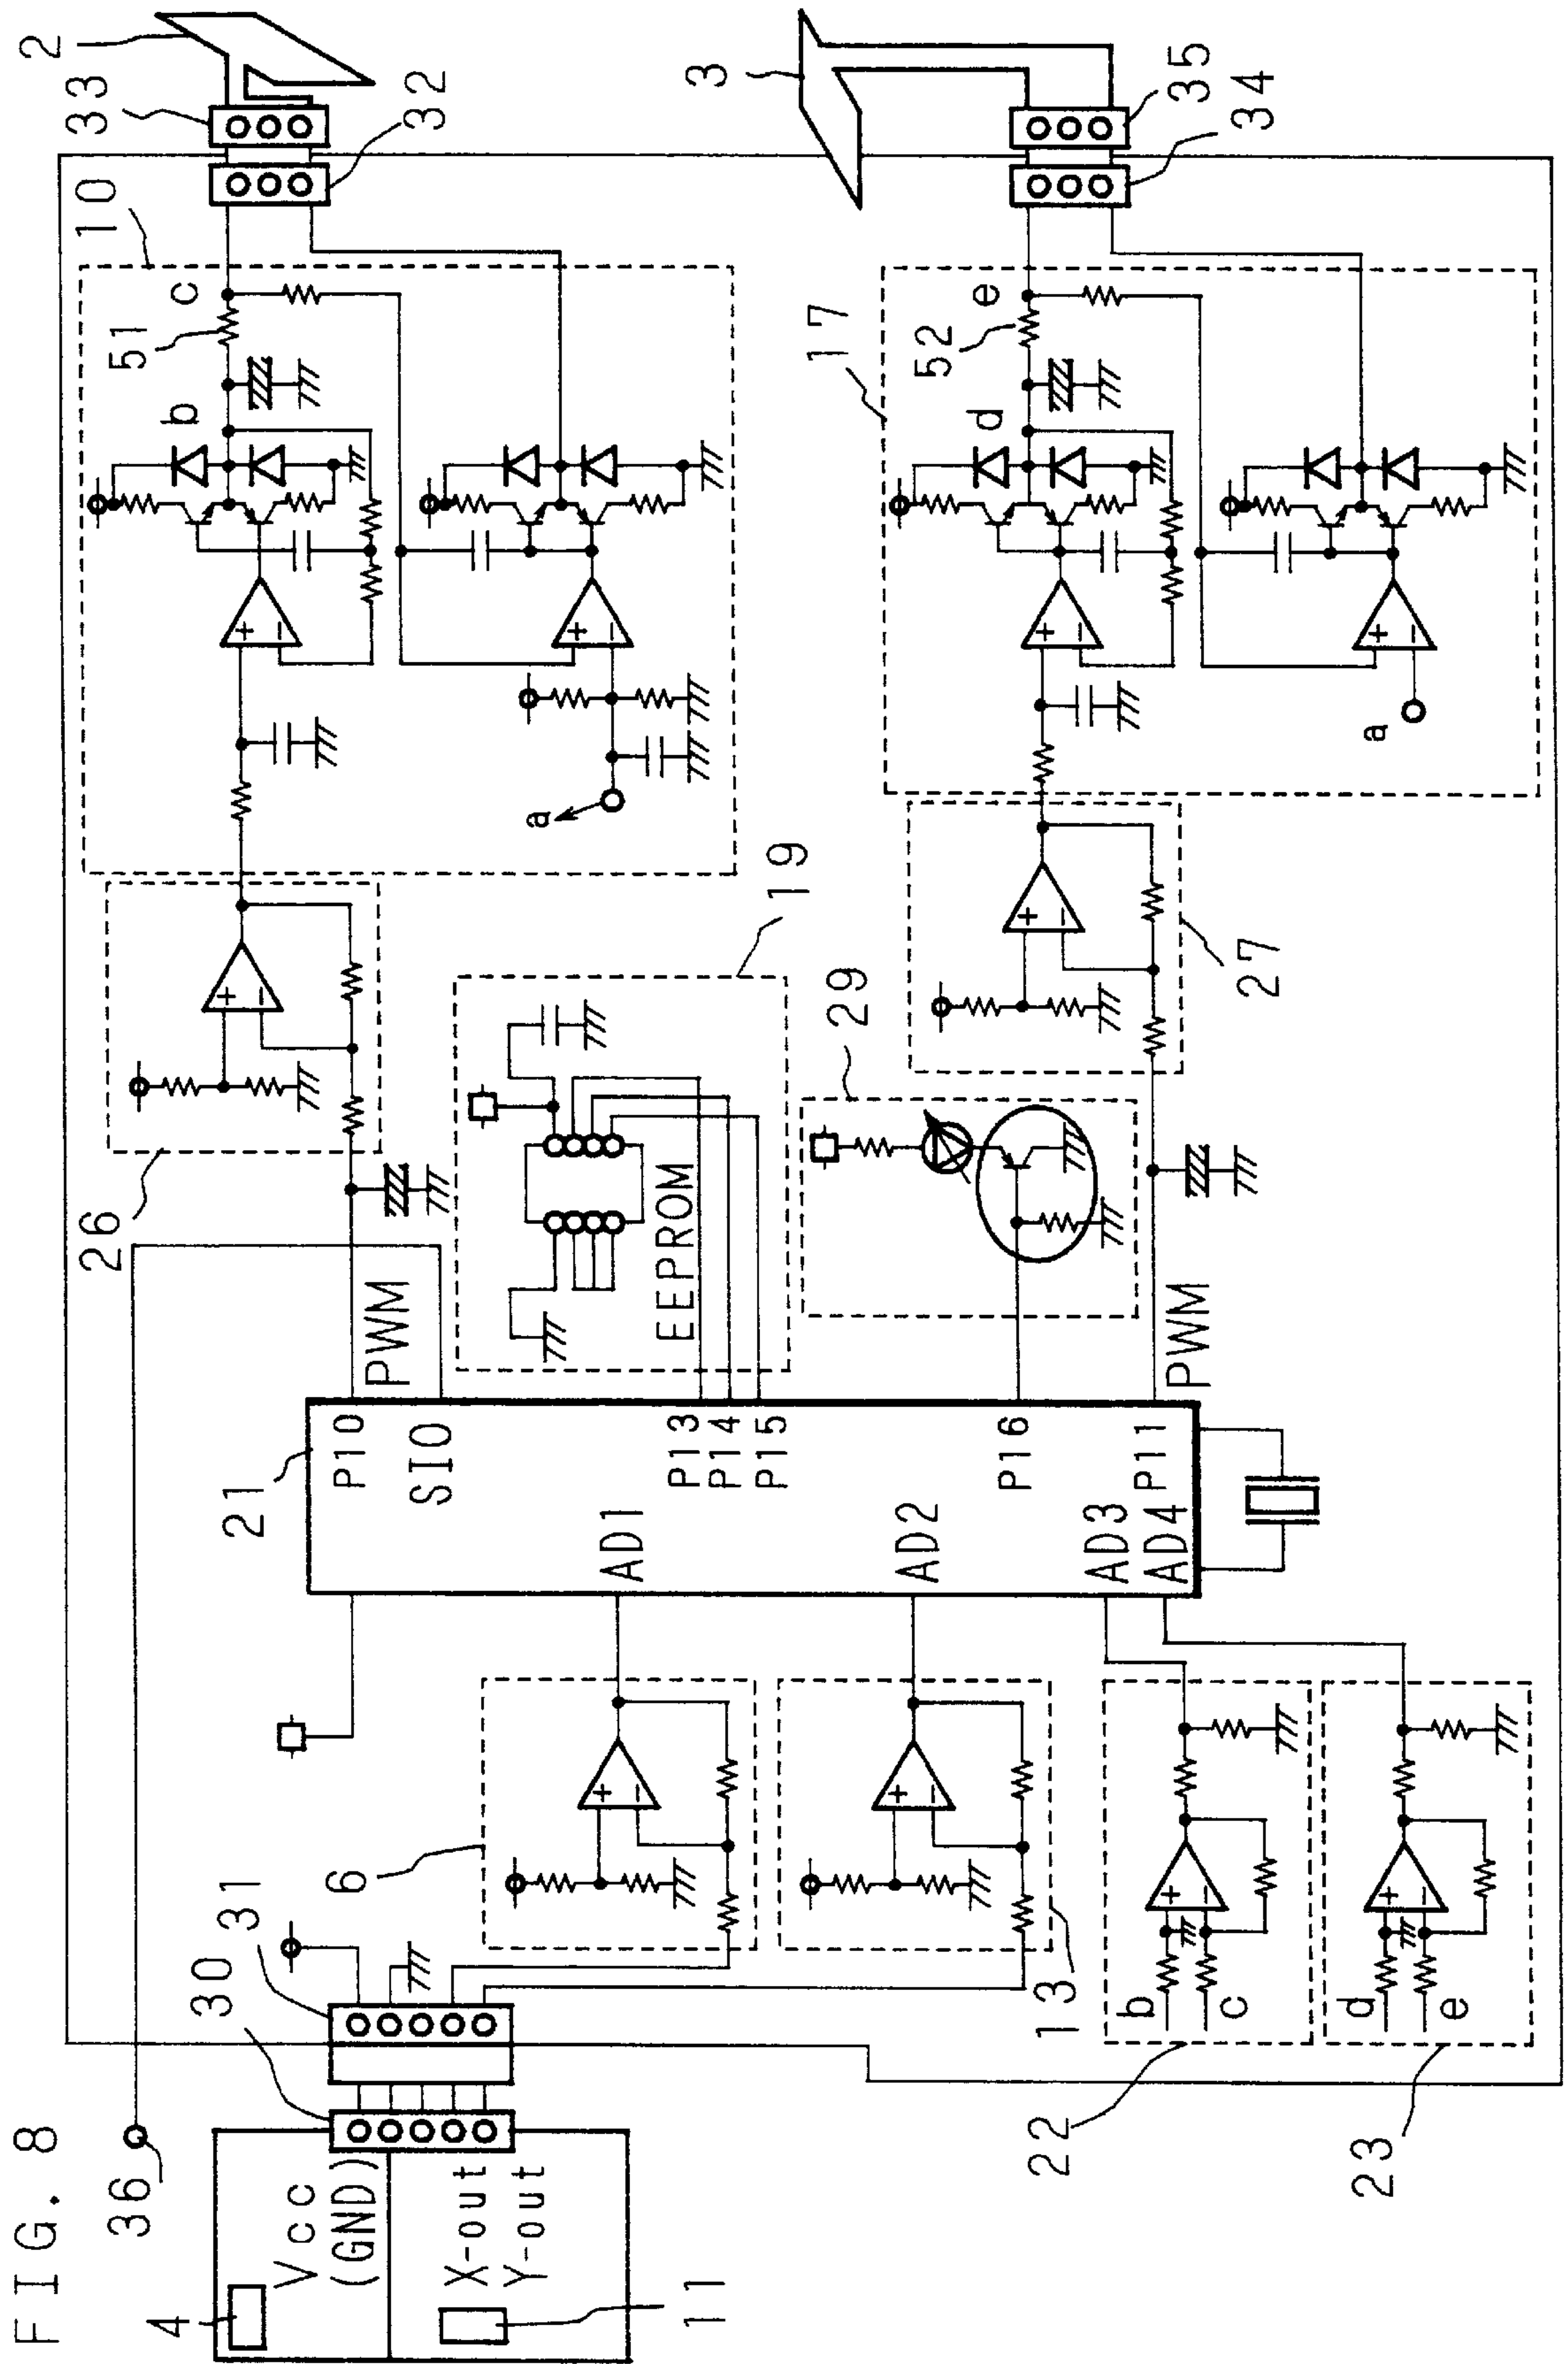 FIG. 8
36
4
Vcc
(GND)
X-out
Y-out
11
30
31
6
13
b
c
22
d
e
23
21
P10
SIO
AD1
P13
P14
P15
AD2
P16
AD3
P11
AD4
PWM
PWM
26
EEPROM
19
29
27
+
−
+
−
+
−
+
−
+
−
+
−
+
−
+
−
+
−
+
−
a
a
10
b
51
c
17
d
52
e
33
32
2
3
35
34